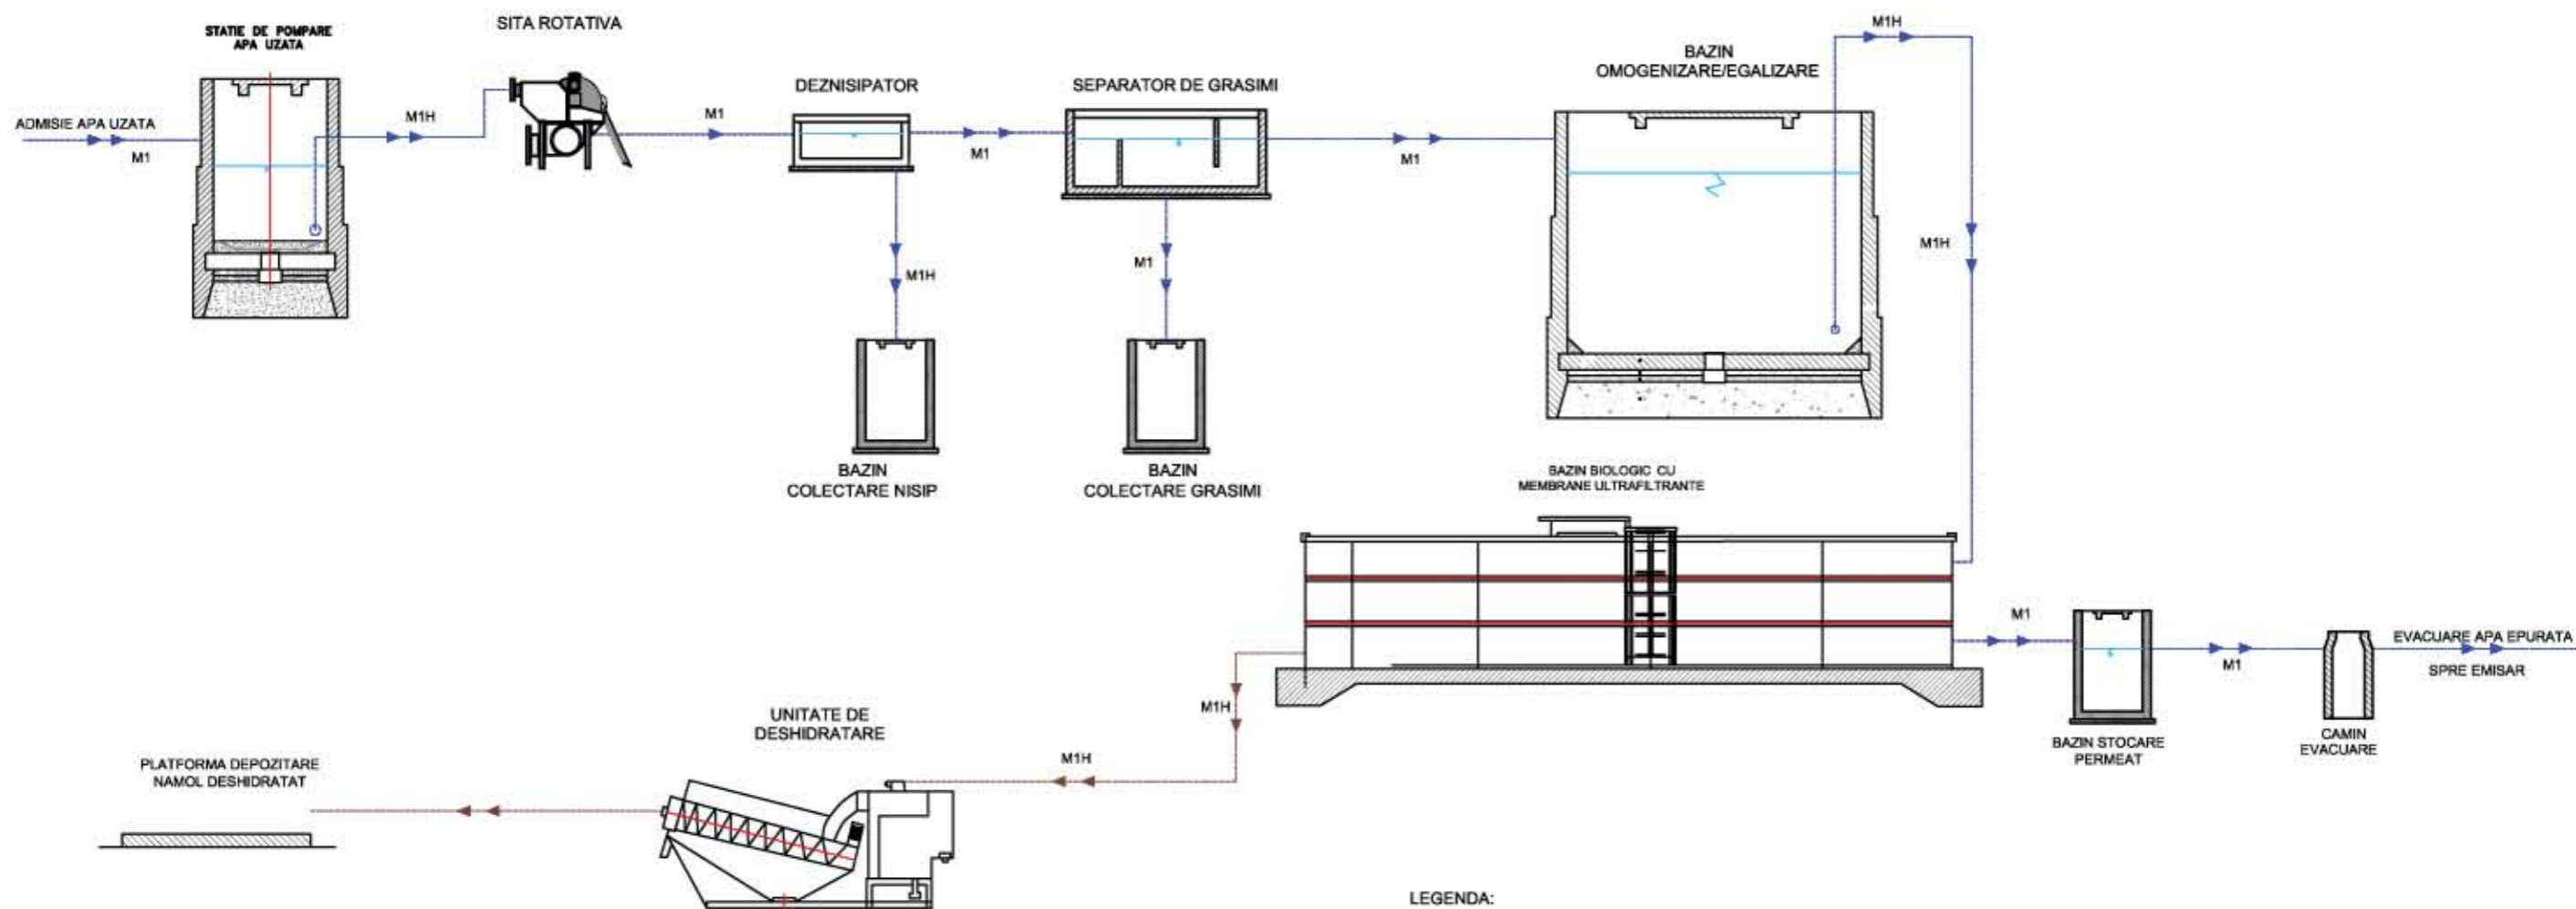 STATIE DE POMPARE
APA UZATA
SITA ROTATIVA
DEZNISIPATOR
SEPARATOR DE GRASIMI
BAZIN
OMOGENIZARE/EGALIZARE
M1H
ADMISIE APA UZATA
M1
M1H
M1
M1
M1
M1H
M1H
M1
BAZIN
COLECTARE NISIP
BAZIN
COLECTARE GRASIMI
BAZIN BIOLOGIC CU
MEMBRANE ULTRAFILTRANTE
M1
M1
EVACUARE APA EPURATA
SPRE EMISAR
BAZIN STOCARE
PERMEAT
CAMIN
EVACUARE
M1H
M1H
UNITATE DE
DESHIDRATARE
PLATFORMA DEPOZITARE
NAMOL DESHIDRATAT
LEGENDA: